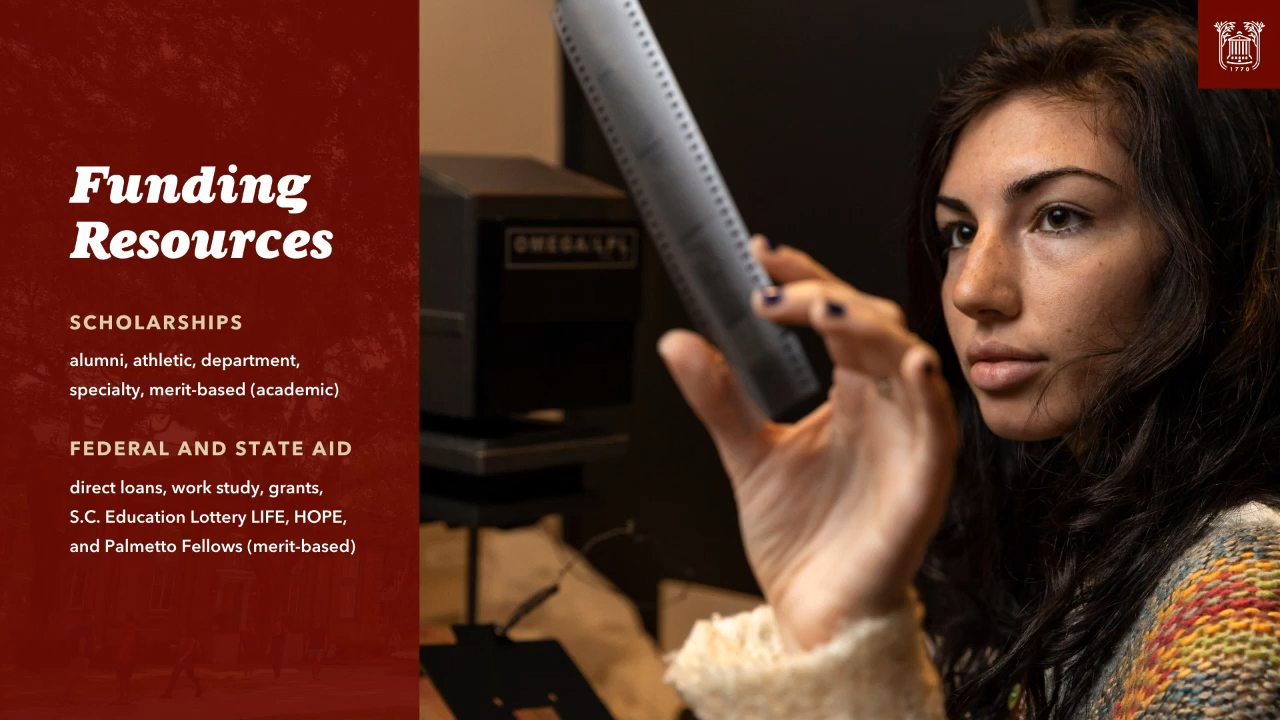 Funding
Resources
SCHOLARSHIPS
alumni, athletic, department,
specialty, merit-based (academic)
FEDERAL AND STATE AID
direct loans, work study, grants,
S.C. Education Lottery LIFE, HOPE,
and Palmetto Fellows (merit-based)
1770